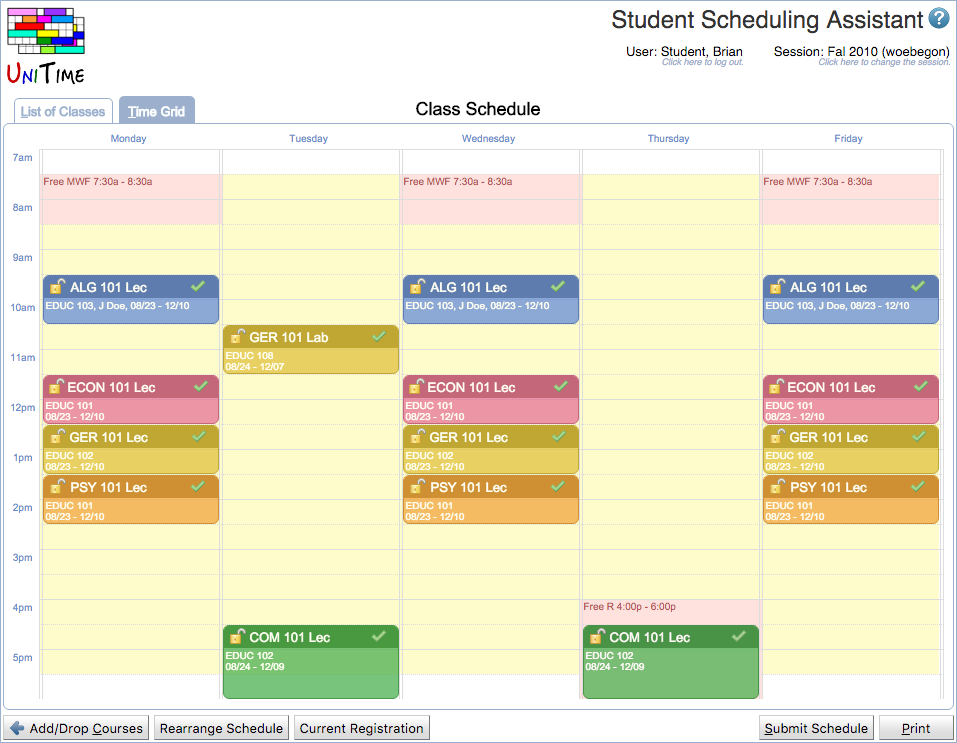 UNITIME
Student Scheduling Assistant ?
User: Student, Brian
Click here to log out.
Session: Fal 2010 (woebegon)
Click here to change the session.
List of Classes
Time Grid
Class Schedule
Monday Tuesday Wednesday Thursday Friday
7am
Free MWF 7:30a - 8:30a Free MWF 7:30a - 8:30a Free MWF 7:30a - 8:30a
8am
9am
ALG 101 Lec ALG 101 Lec ALG 101 Lec
EDUC 103, J Doe, 08/23 - 12/10 EDUC 103, J Doe, 08/23 - 12/10 EDUC 103, J Doe, 08/23 - 12/10
10am
GER 101 Lab
EDUC 108
11am
08/24 - 12/07
ECON 101 Lec ECON 101 Lec ECON 101 Lec
EDUC 101 EDUC 101 EDUC 101
12pm
08/23 - 12/10 08/23 - 12/10 08/23 - 12/10
GER 101 Lec GER 101 Lec GER 101 Lec
EDUC 102 EDUC 102 EDUC 102
1pm
08/23 - 12/10 08/23 - 12/10 08/23 - 12/10
PSY 101 Lec PSY 101 Lec PSY 101 Lec
EDUC 101 EDUC 101 EDUC 101
2pm
08/23 - 12/10 08/23 - 12/10 08/23 - 12/10
3pm
4pm
Free R 4:00p - 6:00p
COM 101 Lec COM 101 Lec
EDUC 102 EDUC 102
5pm
08/24 - 12/09 08/24 - 12/09
Add/Drop Courses
Rearrange Schedule
Current Registration
Submit Schedule
Print